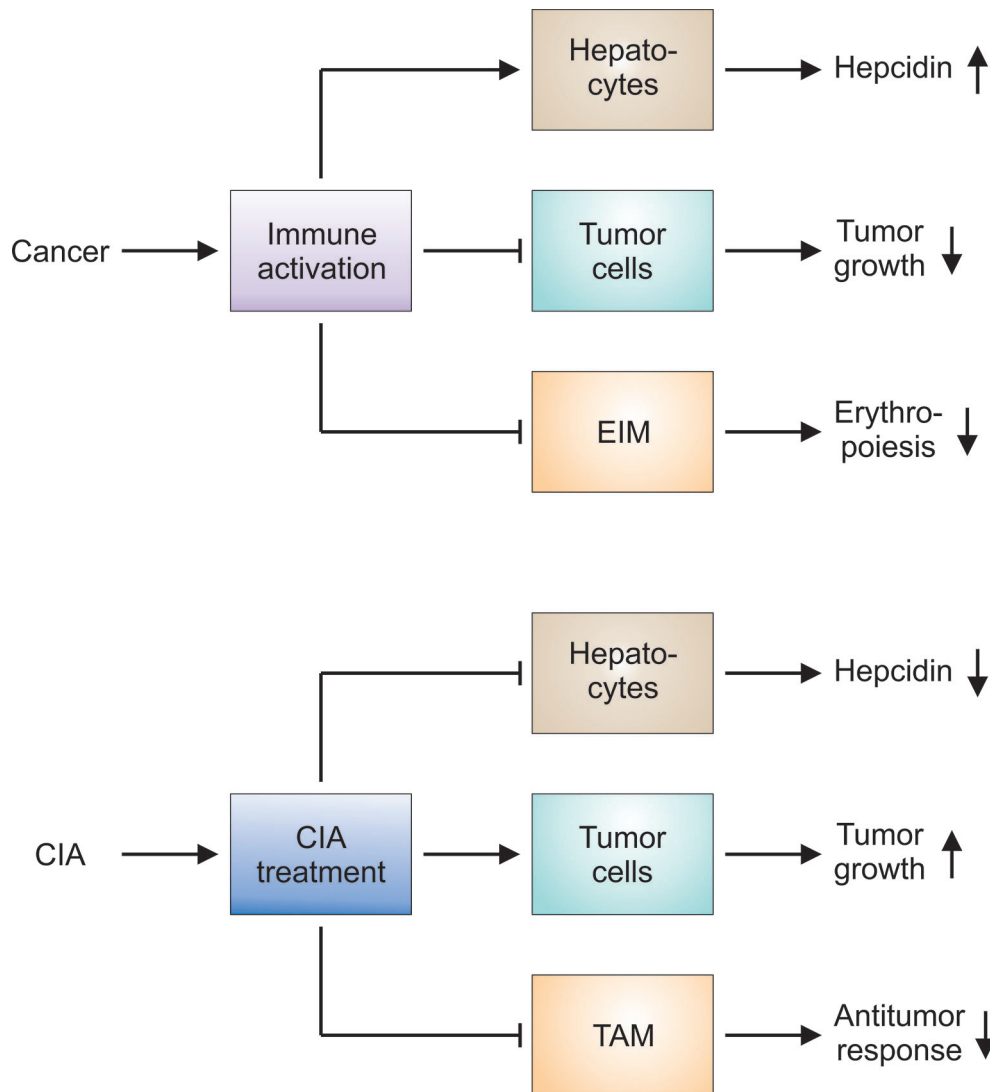 Hepato-
cytes
Hepcidin
Cancer
Immune
activation
Tumor
cells
Tumor
growth
EIM
Erythro-
poiesis
Hepato-
cytes
Hepcidin
CIA
CIA
treatment
Tumor
cells
Tumor
growth
TAM
Antitumor
response